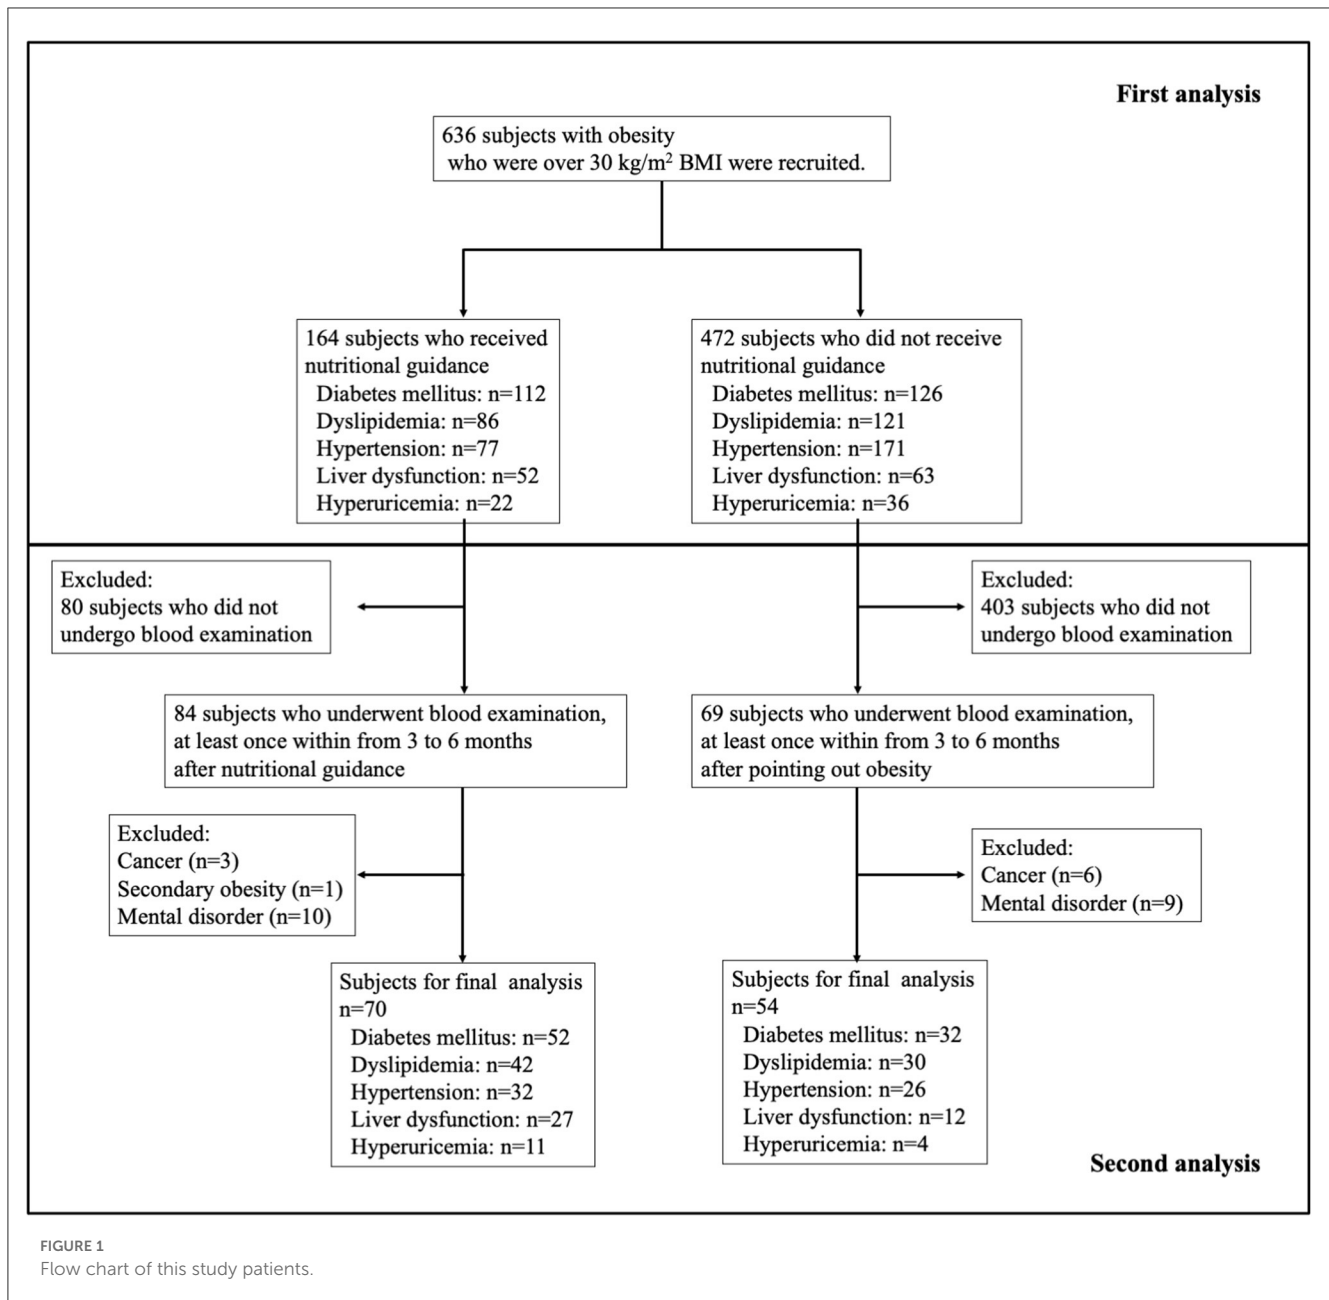 First analysis
636 subjects with obesity
who were over 30 kg/m² BMI were recruited.
164 subjects who received
nutritional guidance
Diabetes mellitus: n=112
Dyslipidemia: n=86
Hypertension: n=77
Liver dysfunction: n=52
Hyperuricemia: n=22
472 subjects who did not receive
nutritional guidance
Diabetes mellitus: n=126
Dyslipidemia: n=121
Hypertension: n=171
Liver dysfunction: n=63
Hyperuricemia: n=36
Excluded:
80 subjects who did not
undergo blood examination
Excluded:
403 subjects who did not
undergo blood examination
84 subjects who underwent blood examination,
at least once within from 3 to 6 months
after nutritional guidance
69 subjects who underwent blood examination,
at least once within from 3 to 6 months
after pointing out obesity
Excluded:
Cancer (n=3)
Secondary obesity (n=1)
Mental disorder (n=10)
Excluded:
Cancer (n=6)
Mental disorder (n=9)
Subjects for final analysis
n=70
Diabetes mellitus: n=52
Dyslipidemia: n=42
Hypertension: n=32
Liver dysfunction: n=27
Hyperuricemia: n=11
Subjects for final analysis
n=54
Diabetes mellitus: n=32
Dyslipidemia: n=30
Hypertension: n=26
Liver dysfunction: n=12
Hyperuricemia: n=4
Second analysis
FIGURE 1
Flow chart of this study patients.